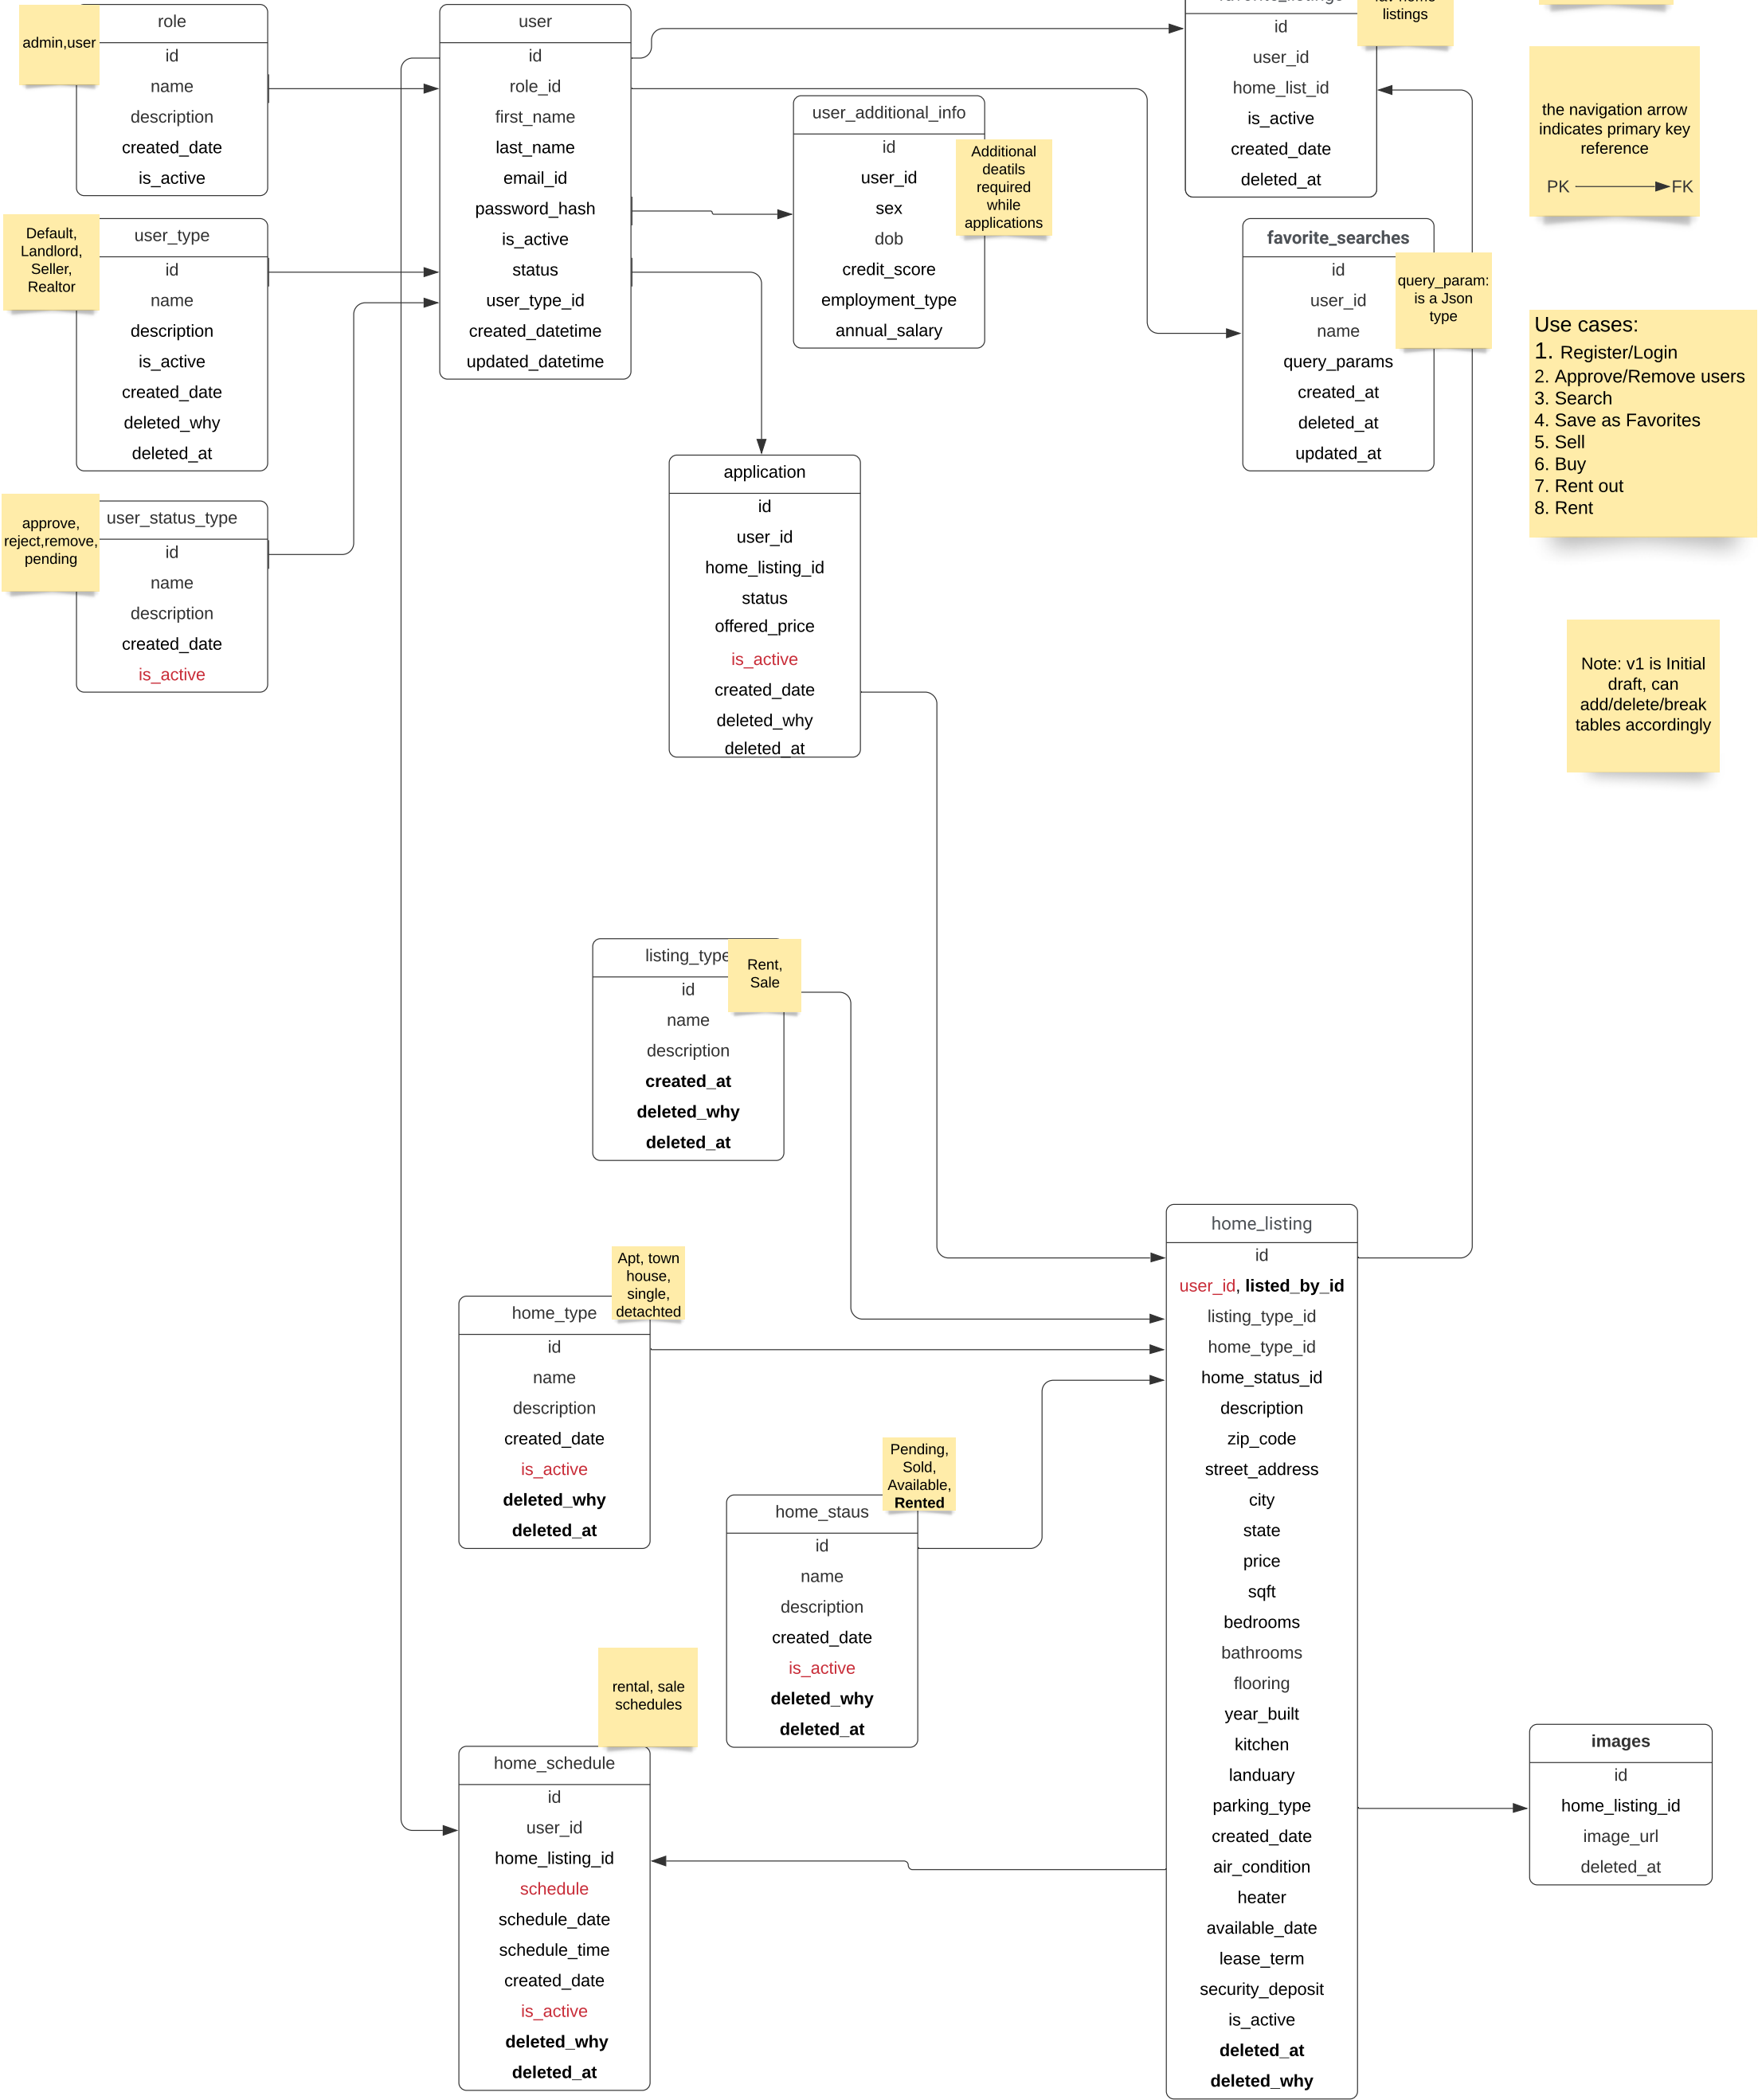 admin,user
role
id
name
description
created_date
is_active
Default,
Landlord,
Seller,
Realtor
user_type
id
name
description
is_active
created_date
deleted_why
deleted_at
approve,
reject,remove,
pending
user_status_type
id
name
description
created_date
is_active
user
id
role_id
first_name
last_name
email_id
password_hash
is_active
status
user_type_id
created_datetime
updated_datetime
user_additional_info
id
user_id
sex
dob
credit_score
employment_type
annual_salary
Additional
deatils
required
while
applications
listings
id
user_id
home_list_id
is_active
created_date
deleted_at
favorite_searches
id
user_id
name
query_params
created_at
deleted_at
updated_at
query_param:
is a Json
type
the navigation arrow
indicates primary key
reference
PK FK
Use cases:
1. Register/Login
2. Approve/Remove users
3. Search
4. Save as Favorites
5. Sell
6. Buy
7. Rent out
8. Rent
Note: v1 is Initial
draft, can
add/delete/break
tables accordingly
application
id
user_id
home_listing_id
status
offered_price
is_active
created_date
deleted_why
deleted_at
listing_type
id
name
description
created_at
deleted_why
deleted_at
Rent,
Sale
Apt, town
house,
single,
detachted
home_type
id
name
description
created_date
is_active
deleted_why
deleted_at
Pending,
Sold,
Available,
Rented
home_staus
id
name
description
created_date
is_active
deleted_why
deleted_at
rental, sale
schedules
home_schedule
id
user_id
home_listing_id
schedule
schedule_date
schedule_time
created_date
is_active
deleted_why
deleted_at
home_listing
id
user_id, listed_by_id
listing_type_id
home_type_id
home_status_id
description
zip_code
street_address
city
state
price
sqft
bedrooms
bathrooms
flooring
year_built
kitchen
landuary
parking_type
created_date
air_condition
heater
available_date
lease_term
security_deposit
is_active
deleted_at
deleted_why
images
id
home_listing_id
image_url
deleted_at